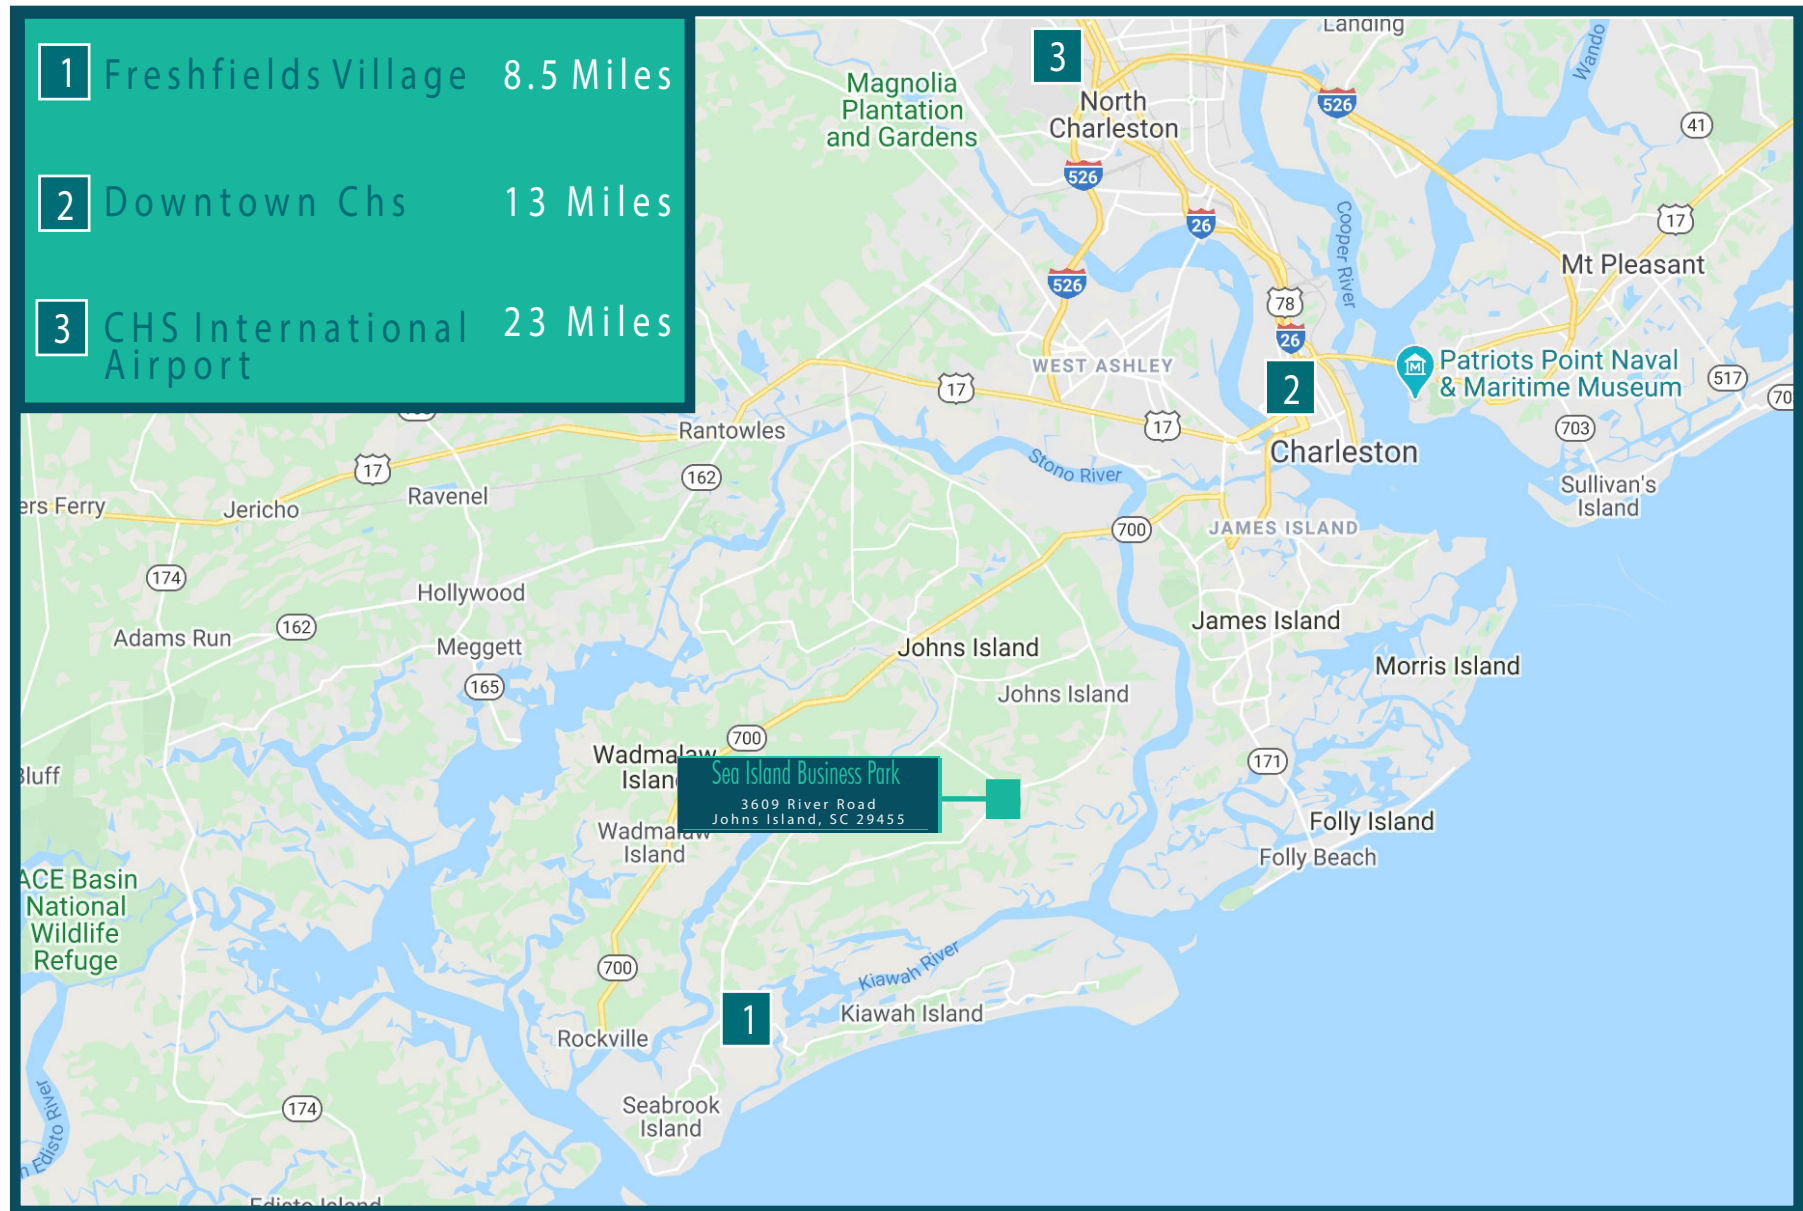 1 Freshfields Village 8.5 Miles
2 Downtown Chs 13 Miles
3 CHS International 23 Miles
Airport
Landing
Wando
3
Magnolia
Plantation
and Gardens
North
Charleston
526
41
526
17
26
Cooper River
Mt Pleasant
526
78
26
WEST ASHLEY
Patriots Point Naval
& Maritime Museum
517
17
2
70
17
703
Rantowles
Charleston
17
162
Stono River
Sullivan's
Island
ers Ferry
Jericho
Ravenel
700
JAMES ISLAND
174
Hollywood
162
James Island
Adams Run
Meggett
Johns Island
Morris Island
165
Johns Island
700
Wadmalaw
Island
171
Bluff
Sea Island Business Park
3609 River Road
Johns Island, SC 29455
Folly Island
Wadmalaw
Island
Folly Beach
ACE Basin
National
Wildlife
Refuge
700
Kiawah River
1
Kiawah Island
Rockville
174
Seabrook
Island
n Edisto River
Edisto Island